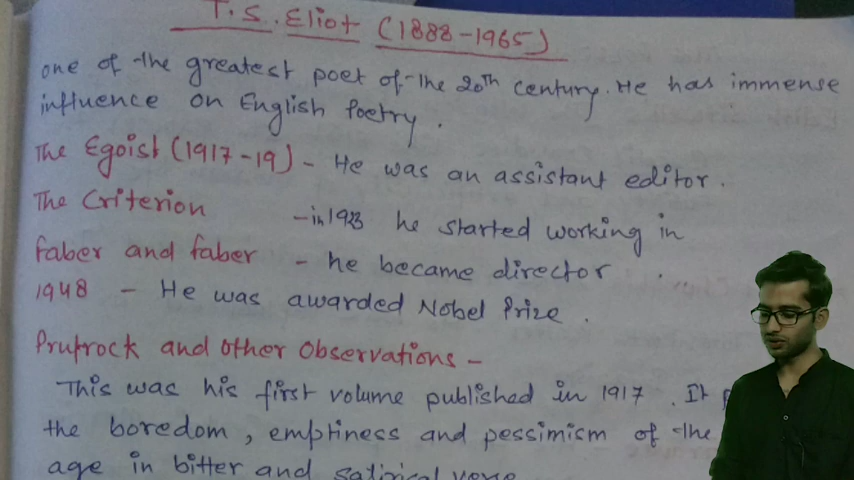 T.S. Eliot (1888-1965)
one of the greatest poet of the 20th century. He has immense
influence on English Poetry.
The Egoist (1917-19) - He was an assistant editor.
The Criterion - in 1923 he started working in
Faber and faber - he became director
1948 - He was awarded Nobel Prize.
Prufrock and Other Observations -
This was his first volume published in 1917. It
the boredom, emptiness and pessimism of the
age in bitter and satirical verse